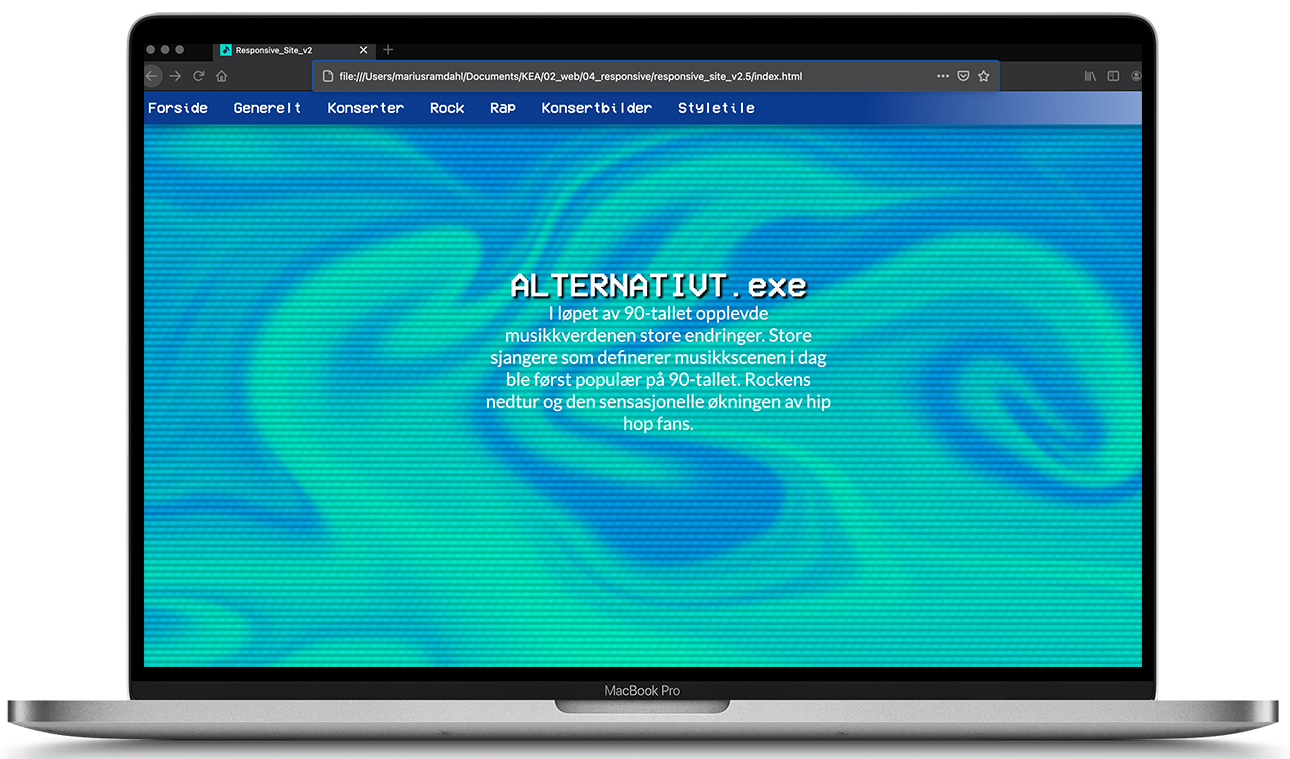 Responsive_Site_v2
file:///Users/mariusramdahl/Documents/KEA/02_web/04_responsive/responsive_site_v2.5/index.html
Forside Generelt Konserter Rock Rap Konsertbilder Styletile
ALTERNATIVT.exe
I løpet av 90-tallet opplevde
musikkverdenen store endringer. Store
sjangere som definerer musikkscenen i dag
ble først populær på 90-tallet. Rockens
nedtur og den sensasjonelle økningen av hip
hop fans.
MacBook Pro